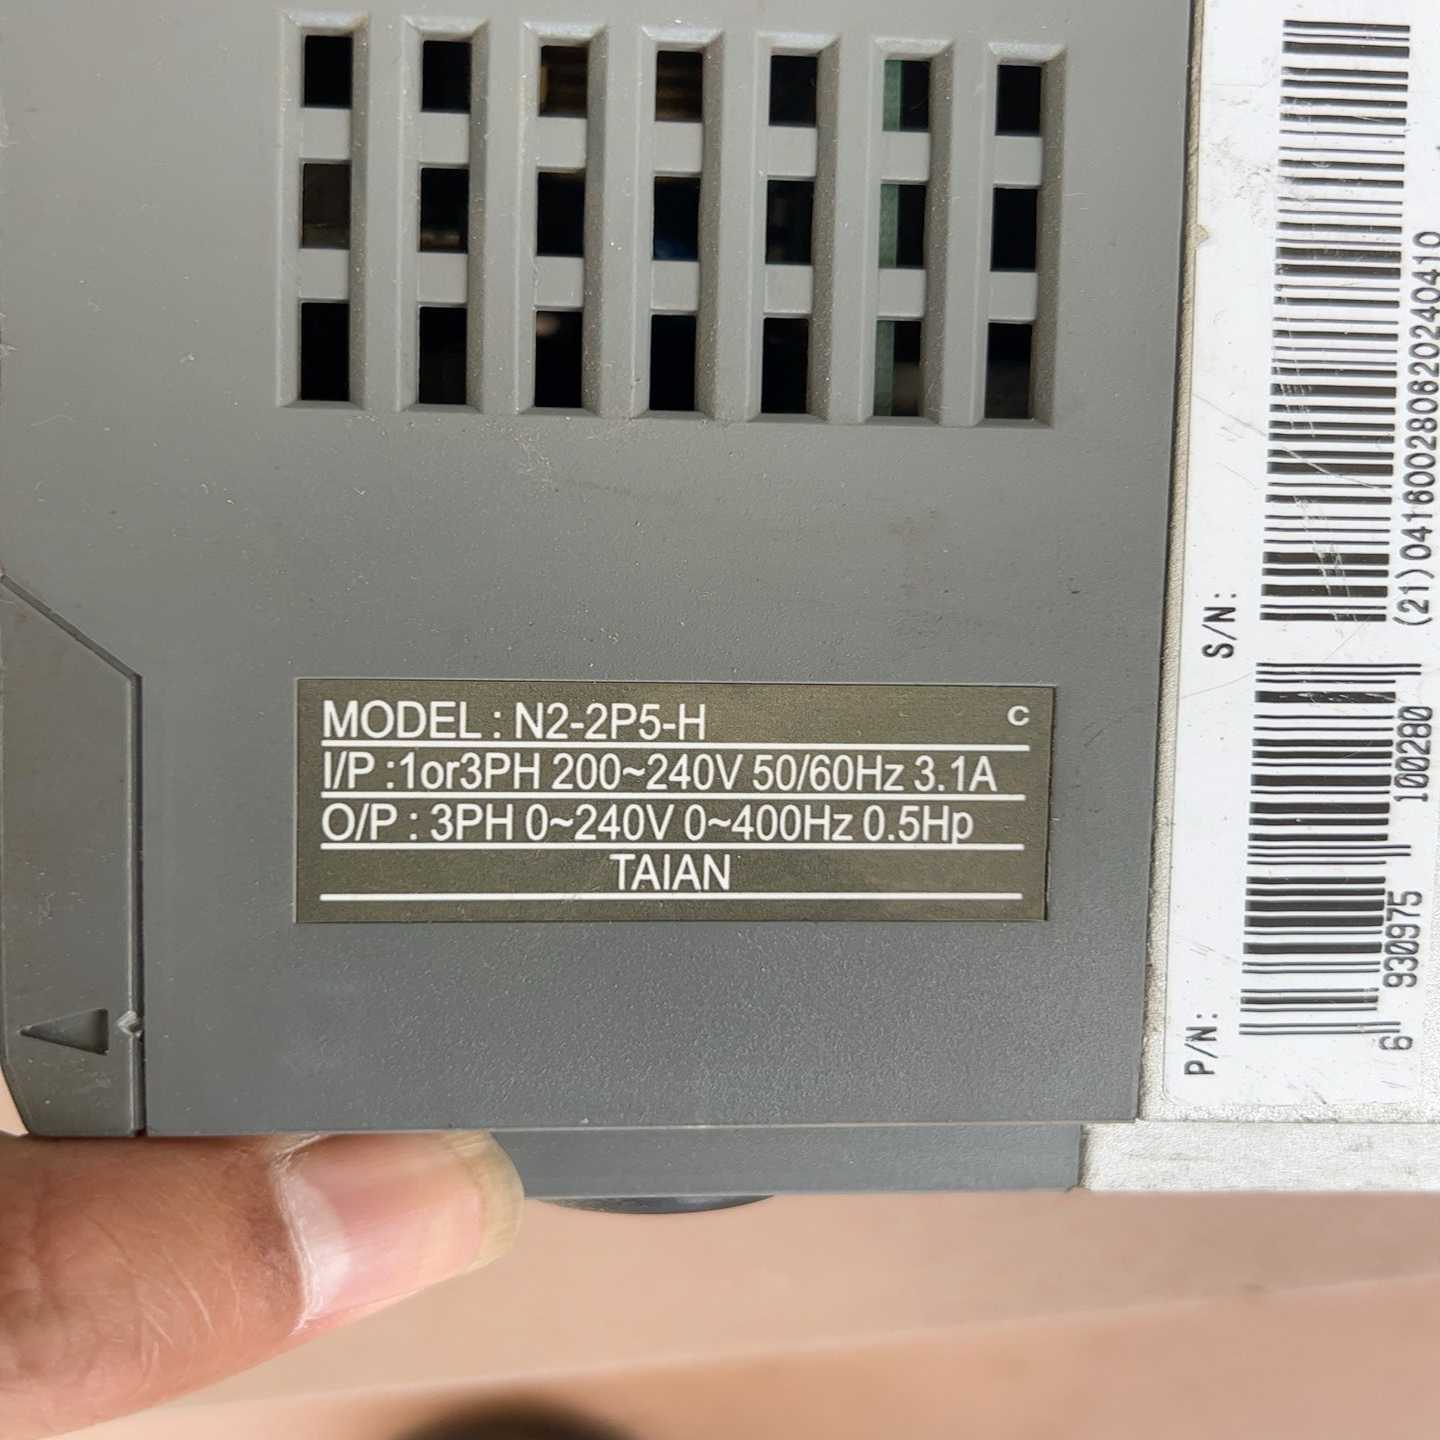 MODEL : N2-2P5-H
C
I/P :1or3PH 200~240V 50/60Hz 3.1A
O/P : 3PH 0~240V 0~400Hz 0.5Hp
TAIAN
S/N:
(21)04160028062024041O
P/N:
6 930975 100280